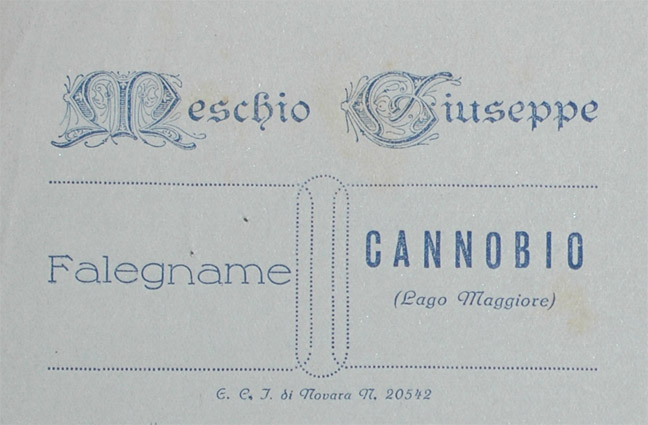 Meschio Giuseppe
Falegname
CANNOBIO
(Lago Maggiore)
C. C. I. di Novara N. 20542